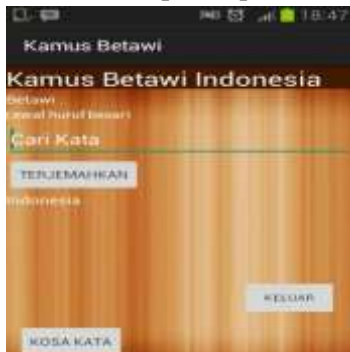 18:47
Kamus Betawi
Kamus Betawi Indonesia
Betawi
(awal huruf besar)
Cari Kata
TERJEMAHKAN
Indonesia
KELUAR
KOSA KATA